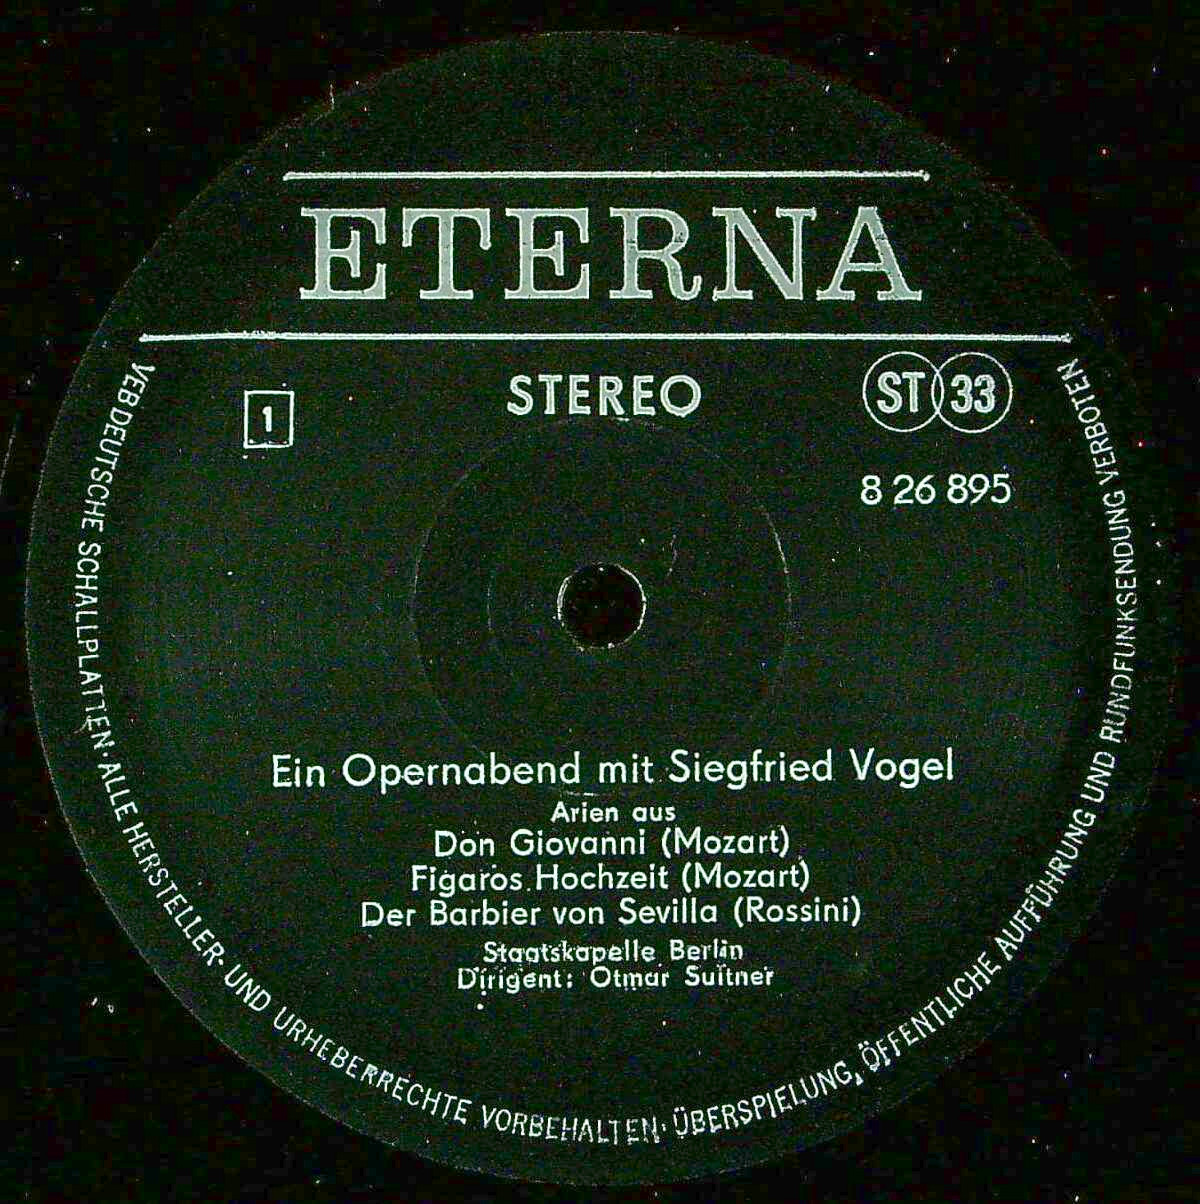 ETERNA
1
STEREO
ST 33
8 26 895
Ein Opernabend mit Siegfried Vogel
Arien aus
Don Giovanni (Mozart)
Figaros Hochzeit (Mozart)
Der Barbier von Sevilla (Rossini)
Staatskapelle Berlin
Dirigent: Otmar Suitner
VEB DEUTSCHE SCHALLPLATTEN · ALLE HERSTELLER- UND URHEBERRECHTE VORBEHALTEN · ÜBERSPIELUNG, ÖFFENTLICHE AUFFÜHRUNG UND RUNDFUNKSENDUNG VERBOTEN